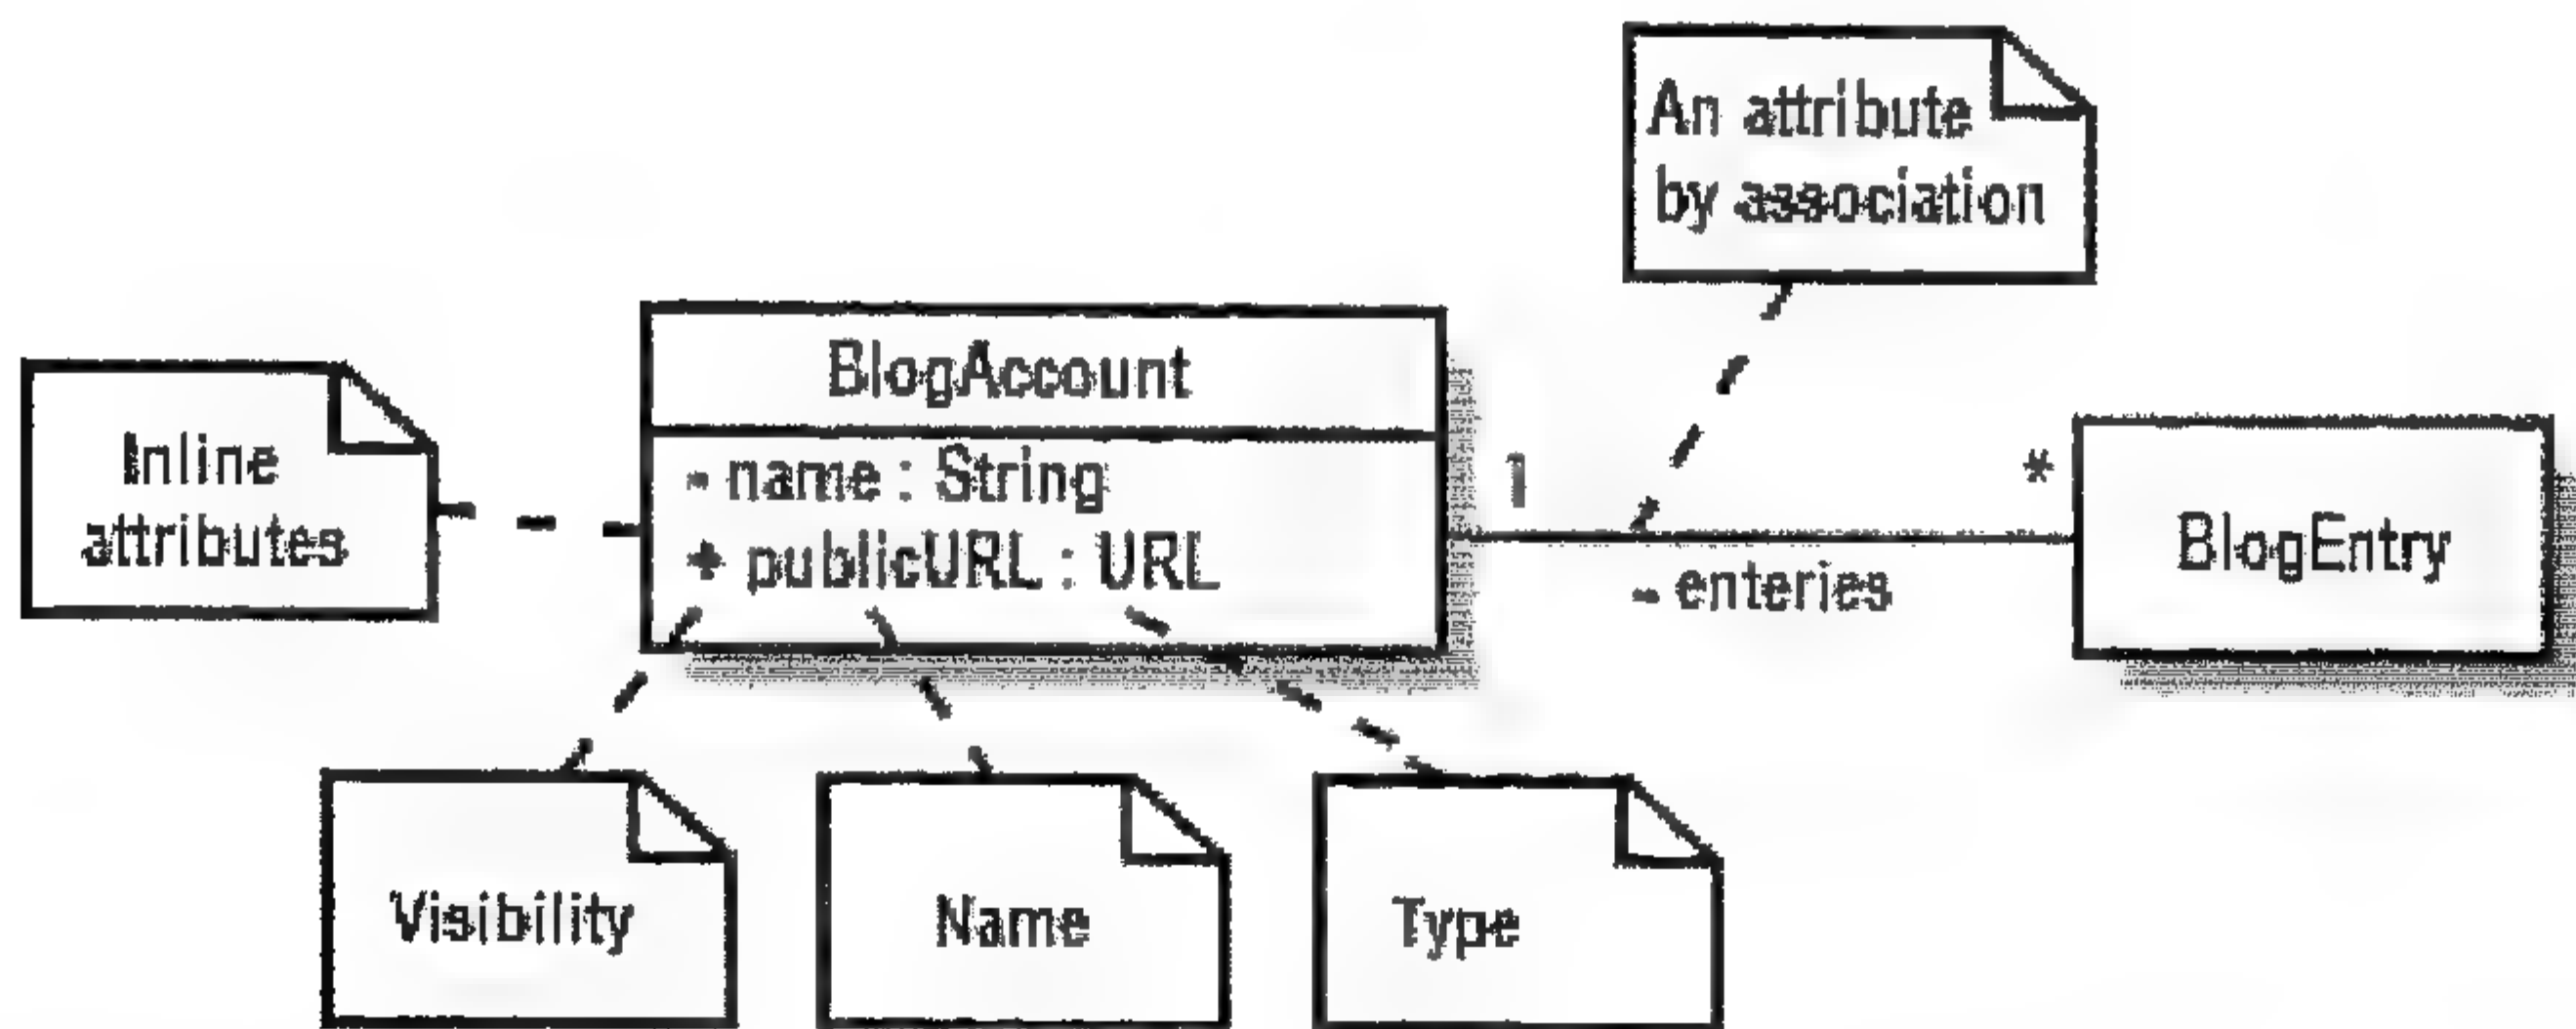 An attribute
by association
BlogAccount
Inline
attributes
- name : String
+ publicURL : URL
1
*
- enteries
BlogEntry
Visibility
Name
Type